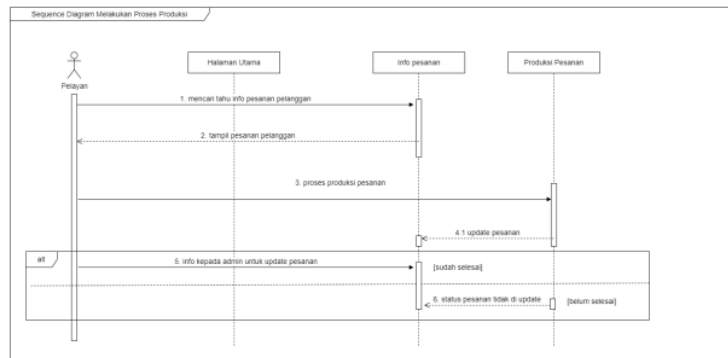 Sequence Diagram Melakukan Proses Produksi
Halaman Utama
Info pesanan
Produksi Pesanan
Pelayan
1. mencari tahu info pesanan pelanggan
2. tampil pesanan pelanggan
3. proses produksi pesanan
4.1 update pesanan
alt
5. info kepada admin untuk update pesanan
[sudah selesai]
6. status pesanan tidak di update
[belum selesai]